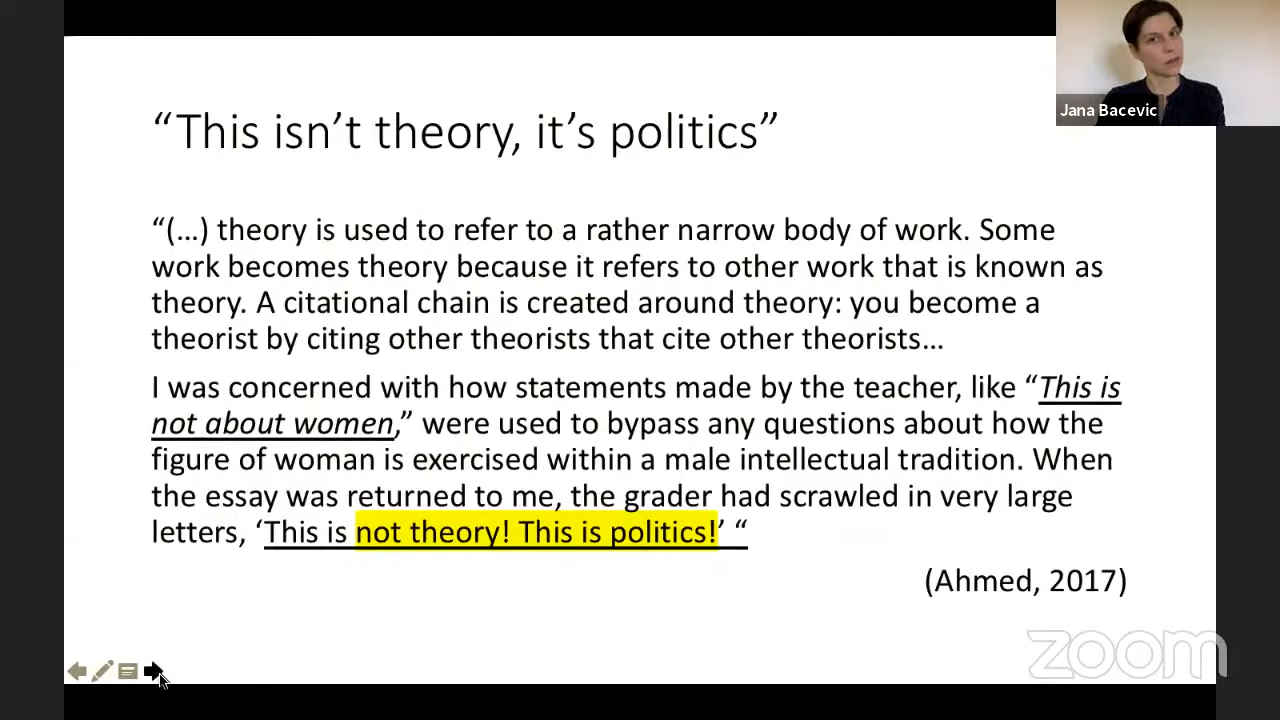 Jana Bacevic
“This isn’t theory, it’s politics”
“(…) theory is used to refer to a rather narrow body of work. Some
work becomes theory because it refers to other work that is known as
theory. A citational chain is created around theory: you become a
theorist by citing other theorists that cite other theorists…
I was concerned with how statements made by the teacher, like “This is
not about women,” were used to bypass any questions about how the
figure of woman is exercised within a male intellectual tradition. When
the essay was returned to me, the grader had scrawled in very large
letters, ‘This is not theory! This is politics!’ “
(Ahmed, 2017)
zoom